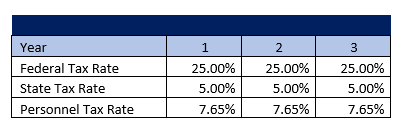 Year 1 2 3
Federal Tax Rate 25.00% 25.00% 25.00%
State Tax Rate 5.00% 5.00% 5.00%
Personnel Tax Rate 7.65% 7.65% 7.65%